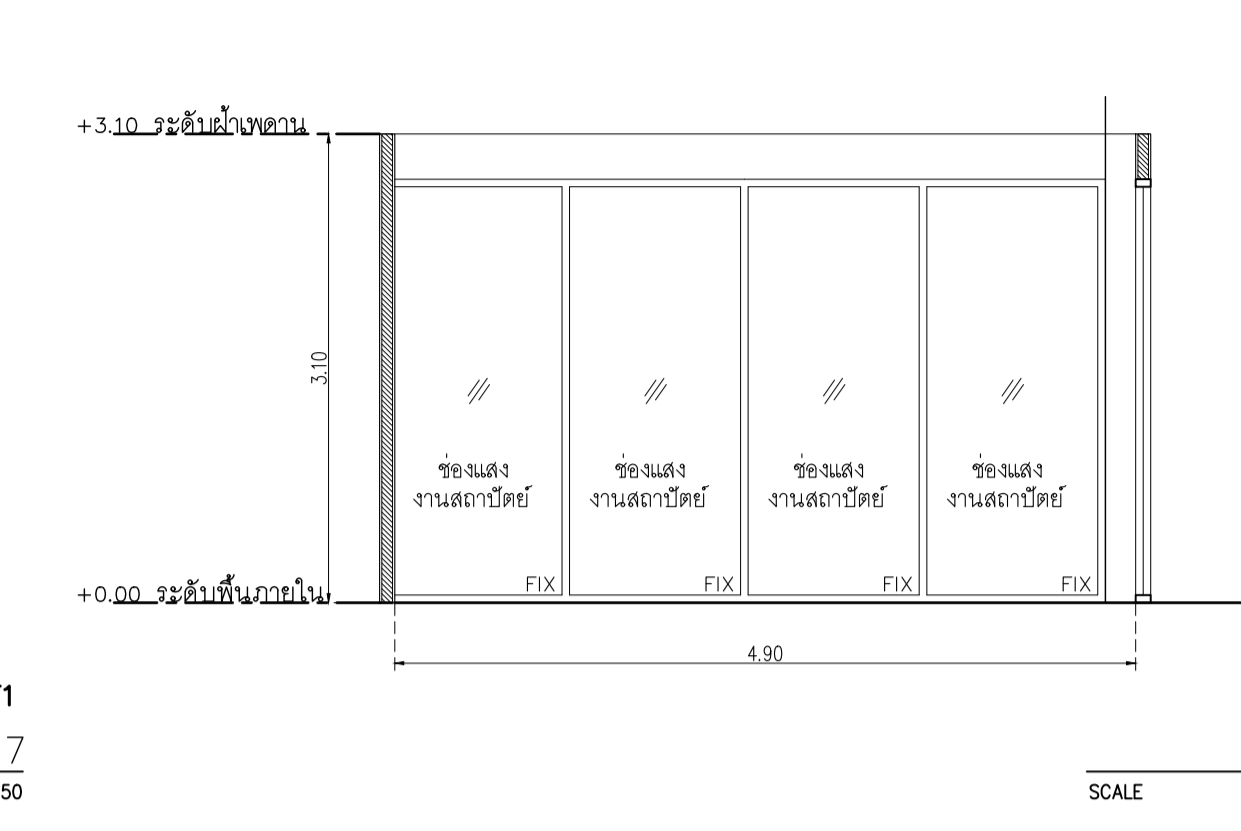 +3.10 ระดับฝ้าเพดาน
3.10
ช่องแสง
งานสถาปัตย์
FIX
ช่องแสง
งานสถาปัตย์
FIX
ช่องแสง
งานสถาปัตย์
FIX
ช่องแสง
งานสถาปัตย์
FIX
+0.00 ระดับพื้นภายใน
4.90
1
7
50
SCALE